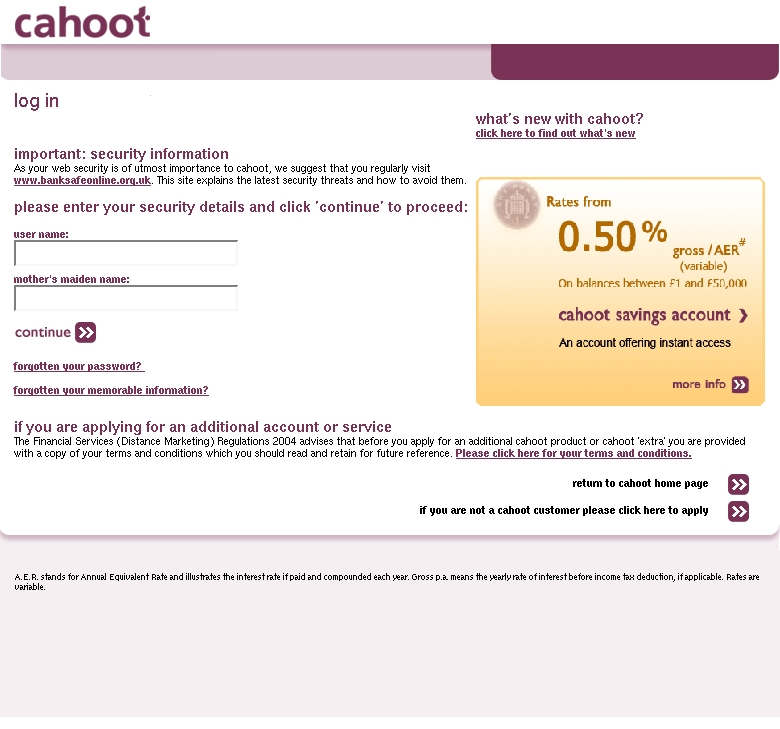 cahoot
log in
what's new with cahoot?
click here to find out what's new
important: security information
As your web security is of utmost importance to cahoot, we suggest that you regularly visit
www.banksafeonline.org.uk. This site explains the latest security threats and how to avoid them.
please enter your security details and click 'continue' to proceed:
user name:
mother's maiden name:
continue
forgotten your password?
forgotten your memorable information?
Rates from
0.50%
gross / AER#
(variable)
On balances between £1 and £50,000
cahoot savings account
An account offering instant access
more info
if you are applying for an additional account or service
The Financial Services (Distance Marketing) Regulations 2004 advises that before you apply for an additional cahoot product or cahoot 'extra' you are provided
with a copy of your terms and conditions which you should read and retain for future reference. Please click here for your terms and conditions.
return to cahoot home page
if you are not a cahoot customer please click here to apply
A.E.R. stands for Annual Equivalent Rate and illustrates the interest rate if paid and compounded each year. Gross p.a. means the yearly rate of interest before income tax deduction, if applicable. Rates are
variable.